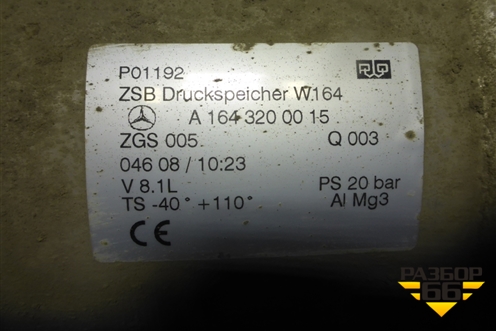 P01192
ZSB Druckspeicher W.164
A 164 320 00 15
ZGS 005 Q 003
046 08 / 10:23
V 8.1L PS 20 bar
TS -40° +110° Al Mg3
CE
РАЗБОР
66